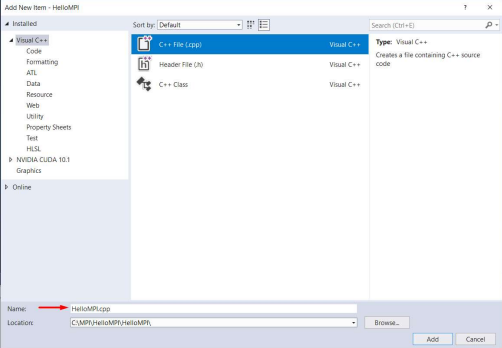 Add New Item - HelloMPI ? ×
Installed Sort by: Default Search (Ctrl+E)
Visual C++ C++ File (.cpp) Visual C++ Type: Visual C++
Code Creates a file containing C++ source
Formatting Header File (.h) Visual C++ code
ATL
Data C++ Class Visual C++
Resource
Web
Utility
Property Sheets
Test
HLSL
NVIDIA CUDA 10.1
Graphics
Online
Name: HelloMPI.cpp
Location: C:\MPI\HelloMPI\HelloMPI\ Browse...
Add Cancel